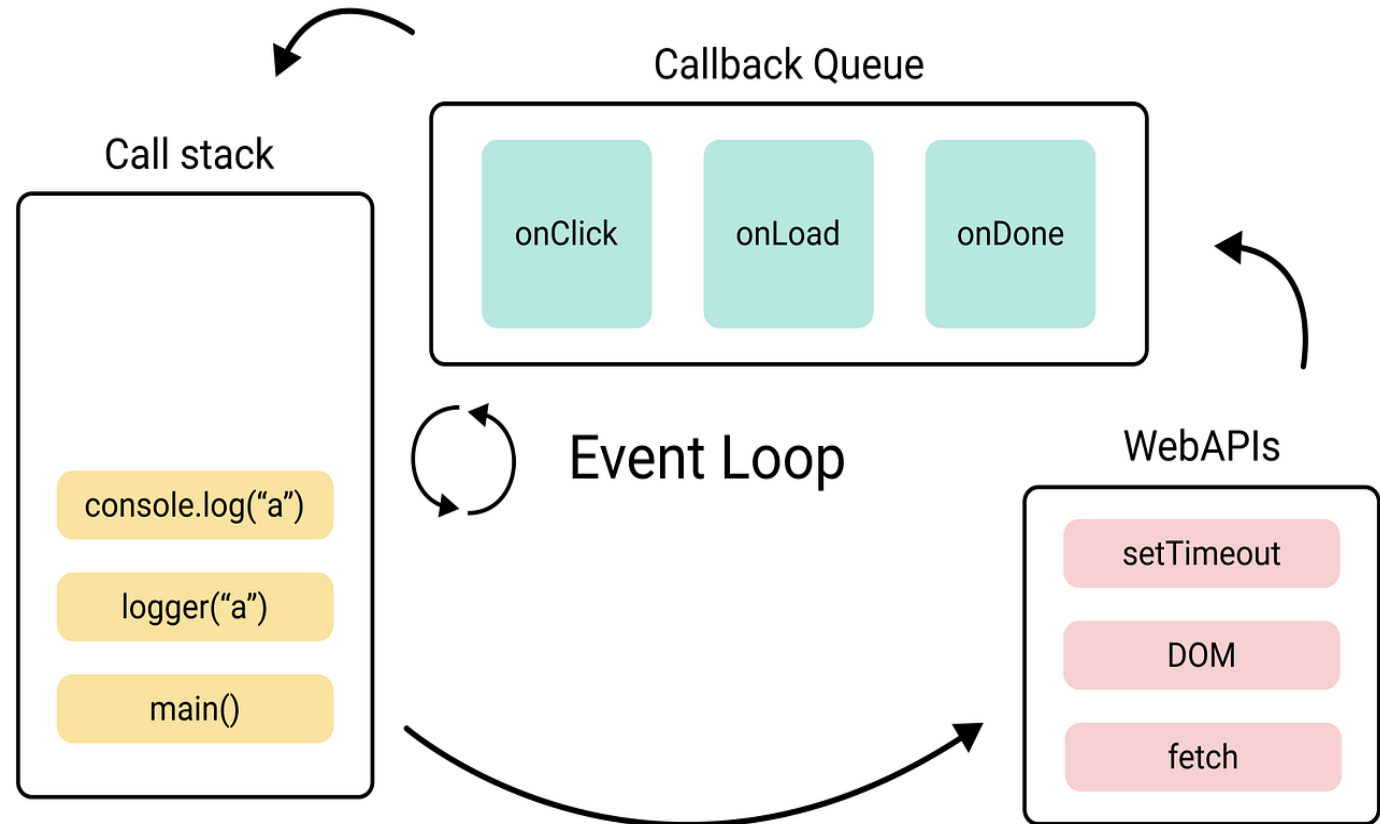 Callback Queue
onClick
onLoad
onDone
Call stack
console.log(“a”)
logger(“a”)
main()
Event Loop
WebAPIs
setTimeout
DOM
fetch